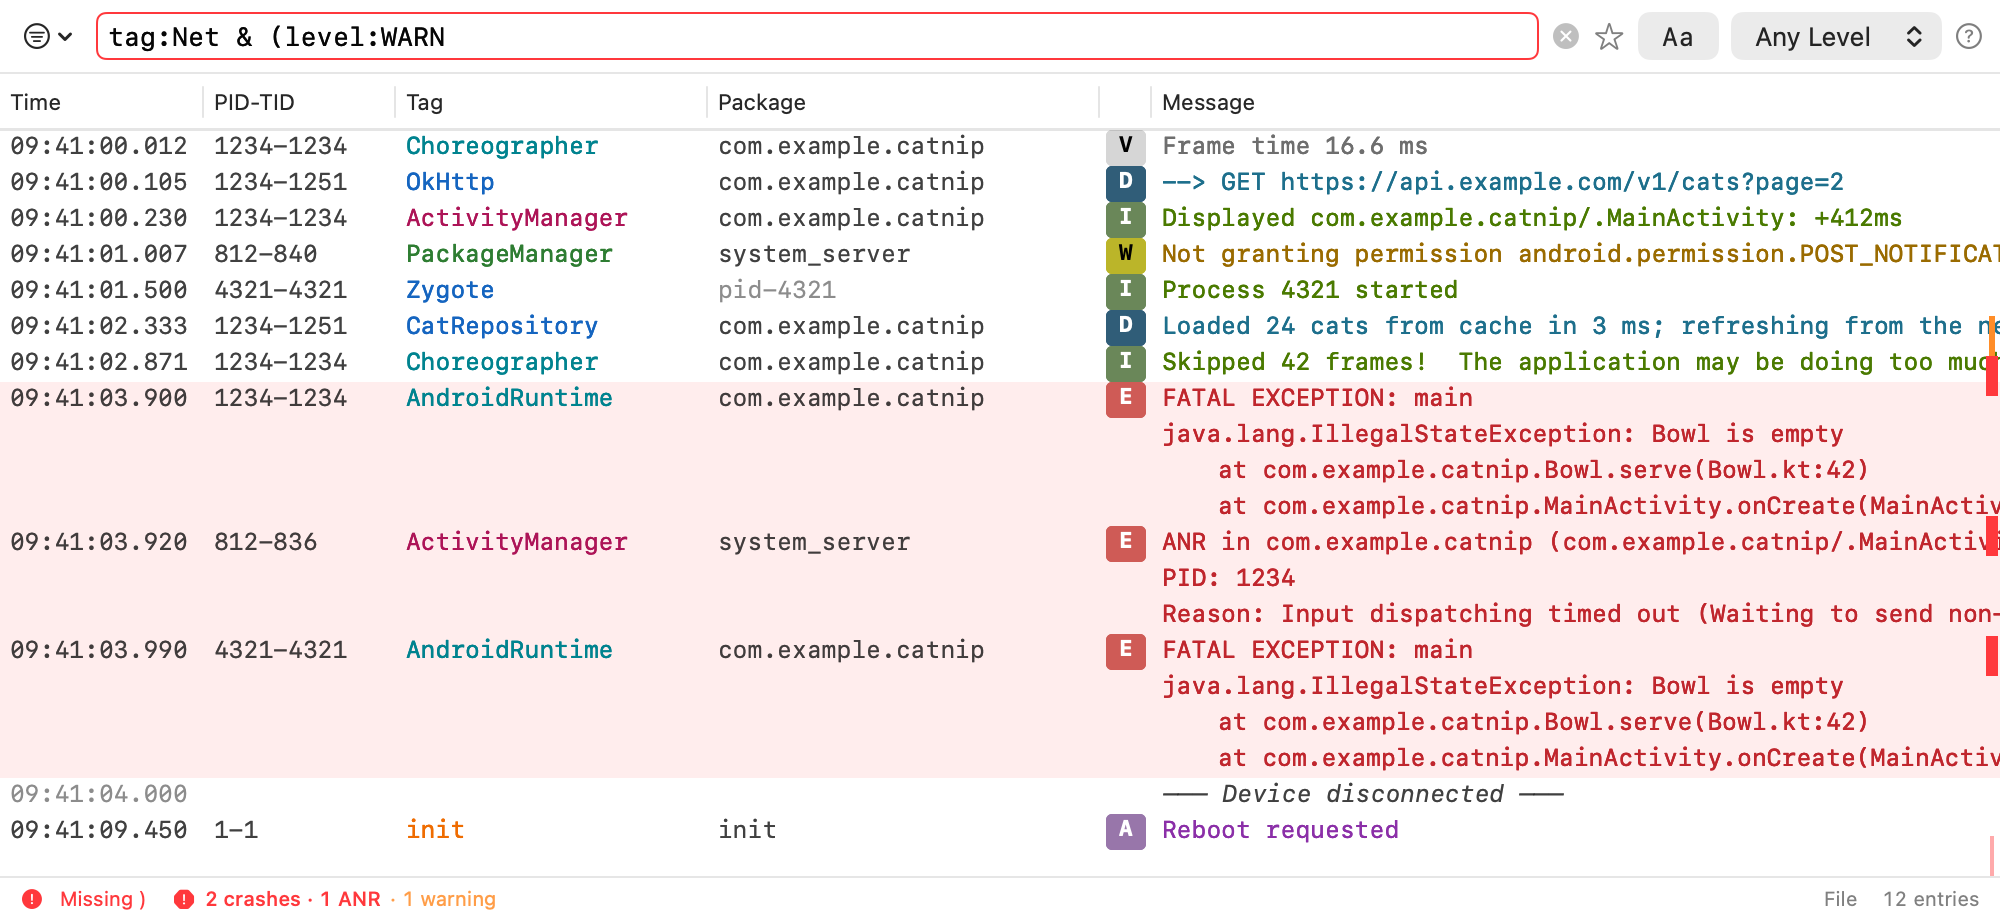 tag:Net & (level:WARN Aa Any Level ?
Time PID-TID Tag Package Message
09:41:00.012 1234-1234 Choreographer com.example.catnip V Frame time 16.6 ms
09:41:00.105 1234-1251 OkHttp com.example.catnip D --> GET https://api.example.com/v1/cats?page=2
09:41:00.230 1234-1234 ActivityManager com.example.catnip I Displayed com.example.catnip/.MainActivity: +412ms
09:41:01.007 812-840 PackageManager system_server W Not granting permission android.permission.POST_NOTIFICAT
09:41:01.500 4321-4321 Zygote pid-4321 I Process 4321 started
09:41:02.333 1234-1251 CatRepository com.example.catnip D Loaded 24 cats from cache in 3 ms; refreshing from the ne
09:41:02.871 1234-1234 Choreographer com.example.catnip I Skipped 42 frames!  The application may be doing too muc
09:41:03.900 1234-1234 AndroidRuntime com.example.catnip E FATAL EXCEPTION: main
java.lang.IllegalStateException: Bowl is empty
at com.example.catnip.Bowl.serve(Bowl.kt:42)
at com.example.catnip.MainActivity.onCreate(MainActiv
09:41:03.920 812-836 ActivityManager system_server E ANR in com.example.catnip (com.example.catnip/.MainActivi
PID: 1234
Reason: Input dispatching timed out (Waiting to send non-
09:41:03.990 4321-4321 AndroidRuntime com.example.catnip E FATAL EXCEPTION: main
java.lang.IllegalStateException: Bowl is empty
at com.example.catnip.Bowl.serve(Bowl.kt:42)
at com.example.catnip.MainActivity.onCreate(MainActiv
09:41:04.000 ─── Device disconnected ───
09:41:09.450 1-1 init init A Reboot requested
Missing ) 2 crashes · 1 ANR · 1 warning File 12 entries